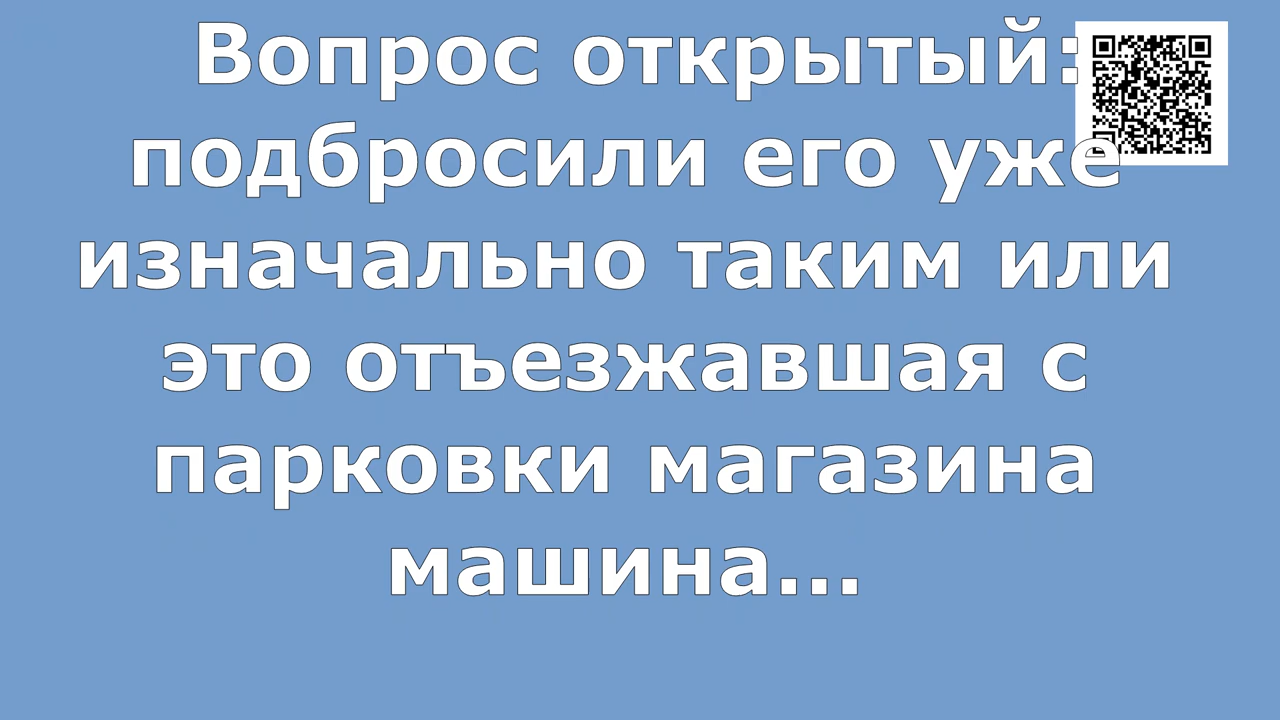 Вопрос открытый:
подбросили его уже
изначально таким или
это отъезжавшая с
парковки магазина
машина...